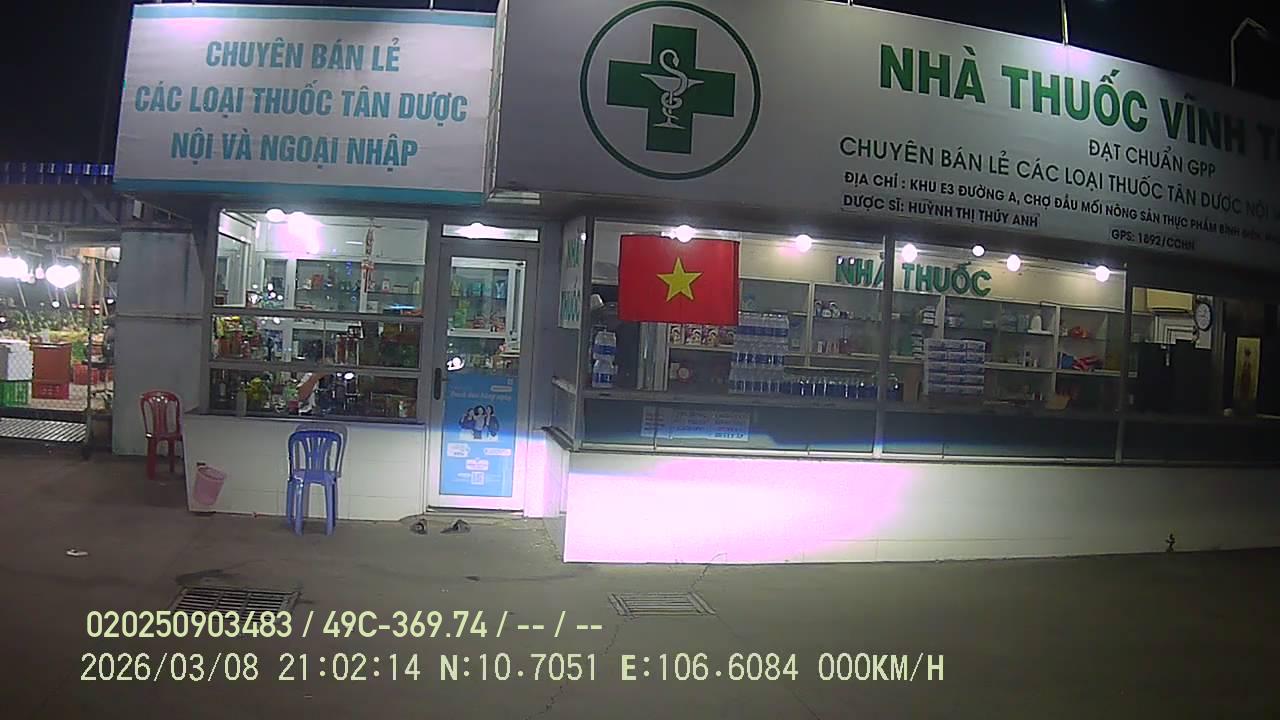 CHUYÊN BÁN LẺ
CÁC LOẠI THUỐC TÂN DƯỢC
NỘI VÀ NGOẠI NHẬP
NHÀ THUỐC VĨNH
ĐẠT CHUẨN GPP
CHUYÊN BÁN LẺ CÁC LOẠI THUỐC TÂN DƯỢC NỘI
ĐỊA CHỈ : KHU E3 ĐƯỜNG A, CHỢ ĐẦU MỐI NÔNG SẢN THỰC PHẨM BÌNH ĐIỀN,
DƯỢC SĨ: HUỲNH THỊ THÚY ANH
GPS: 1892/CCHN
NHÀ THUỐC
NHÀ
THUỐC
020250903483 / 49C-369.74 / -- / --
2026/03/08 21:02:14 N:10.7051 E:106.6084 000KM/H